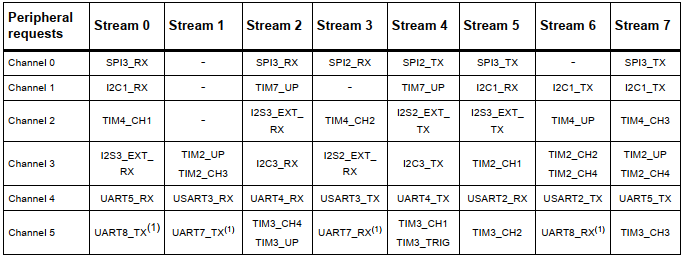 Peripheral requests Stream 0 Stream 1 Stream 2 Stream 3 Stream 4 Stream 5 Stream 6 Stream 7
Channel 0 SPI3_RX - SPI3_RX SPI2_RX SPI2_TX SPI3_TX - SPI3_TX
Channel 1 I2C1_RX - TIM7_UP - TIM7_UP I2C1_RX I2C1_TX I2C1_TX
Channel 2 TIM4_CH1 - I2S3_EXT_RX TIM4_CH2 I2S2_EXT_TX I2S3_EXT_TX TIM4_UP TIM4_CH3
Channel 3 I2S3_EXT_RX TIM2_UP TIM2_CH3 I2C3_RX I2S2_EXT_RX I2C3_TX TIM2_CH1 TIM2_CH2 TIM2_CH4 TIM2_UP TIM2_CH4
Channel 4 UART5_RX USART3_RX UART4_RX USART3_TX UART4_TX USART2_RX USART2_TX UART5_TX
Channel 5 UART8_TX(1) UART7_TX(1) TIM3_CH4 TIM3_UP UART7_RX(1) TIM3_CH1 TIM3_TRIG TIM3_CH2 UART8_RX(1) TIM3_CH3